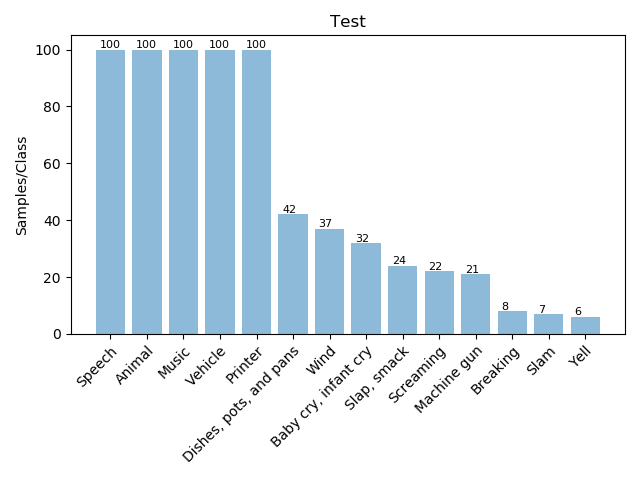 Test
Samples/Class
100
80
60
40
20
0
100 100 100 100 100 42 37 32 24 22 21 8 7 6
Speech
Animal
Music
Vehicle
Printer
Dishes, pots, and pans
Wind
Baby cry, infant cry
Slap, smack
Screaming
Machine gun
Breaking
Slam
Yell